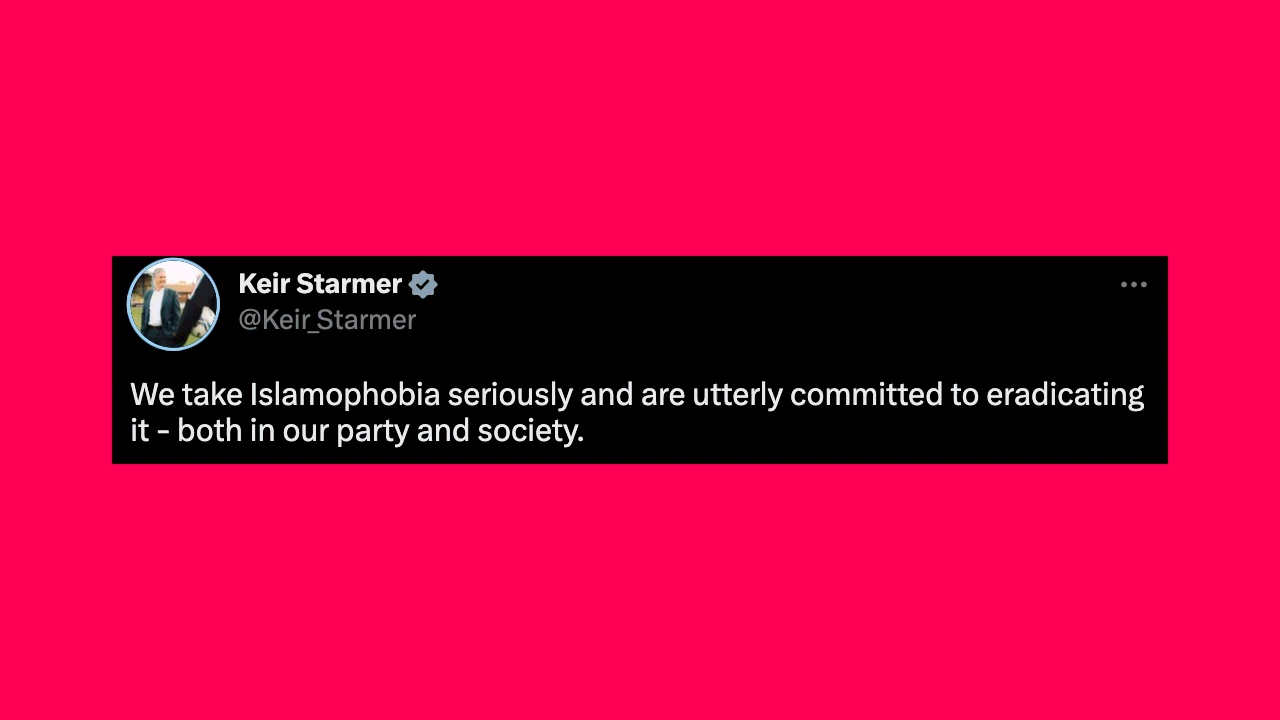 Keir Starmer
@Keir_Starmer
We take Islamophobia seriously and are utterly committed to eradicating
it - both in our party and society.